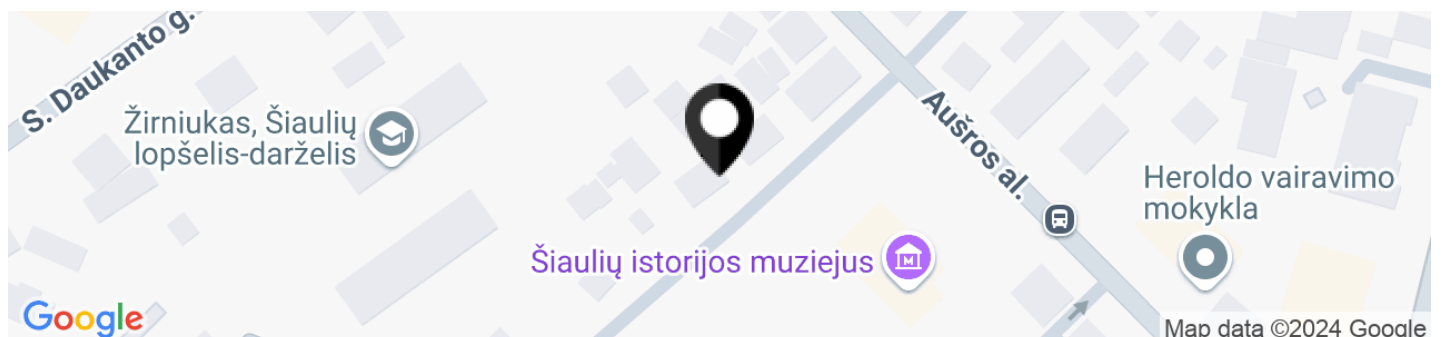 S. Daukanto g.
Žirniukas, Šiaulių
lopšelis-darželis
Aušros al.
Heroldo vairavimo
mokykla
Šiaulių istorijos muziejus
M
Google
Map data ©2024 Google